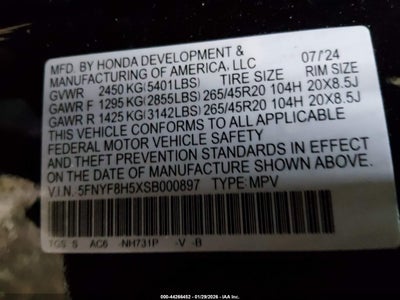 MFD. BY HONDA DEVELOPMENT & 07/'24
MANUFACTURING OF AMERICA, LLC
GVWR 2450 KG(5401LBS) TIRE SIZE RIM SIZE
GAWR F 1295 KG(2855LBS) 265/45R20 104H 20X8.5J
GAWR R 1425 KG(3142LBS) 265/45R20 104H 20X8.5J
THIS VEHICLE CONFORMS TO ALL APPLICABLE
FEDERAL MOTOR VEHICLE SAFETY
AND THEFT PREVENTION STANDARDS IN EFFECT
ON THE DATE OF MANUFACTURE SHOWN ABOVE.
V.I.N. 5FNYF8H5XSB000897 TYPE: MPV
TGS S AC6 -NH731P -V -B
000-44266452 - 01/29/2026 - IAA Inc.